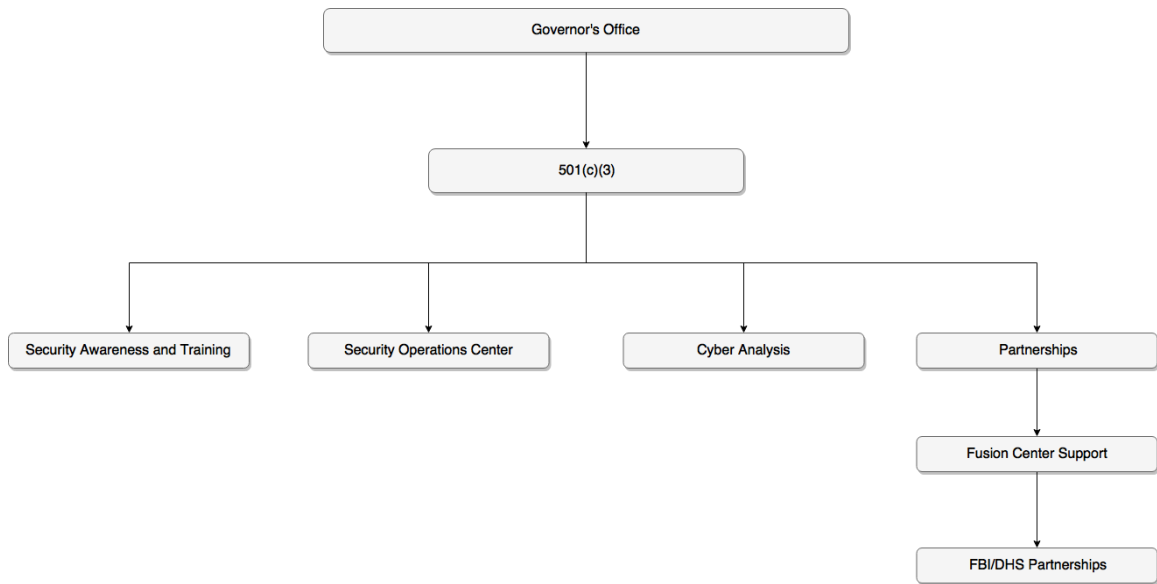 Governor's Office
501(c)(3)
Security Awareness and Training
Security Operations Center
Cyber Analysis
Partnerships
Fusion Center Support
FBI/DHS Partnerships